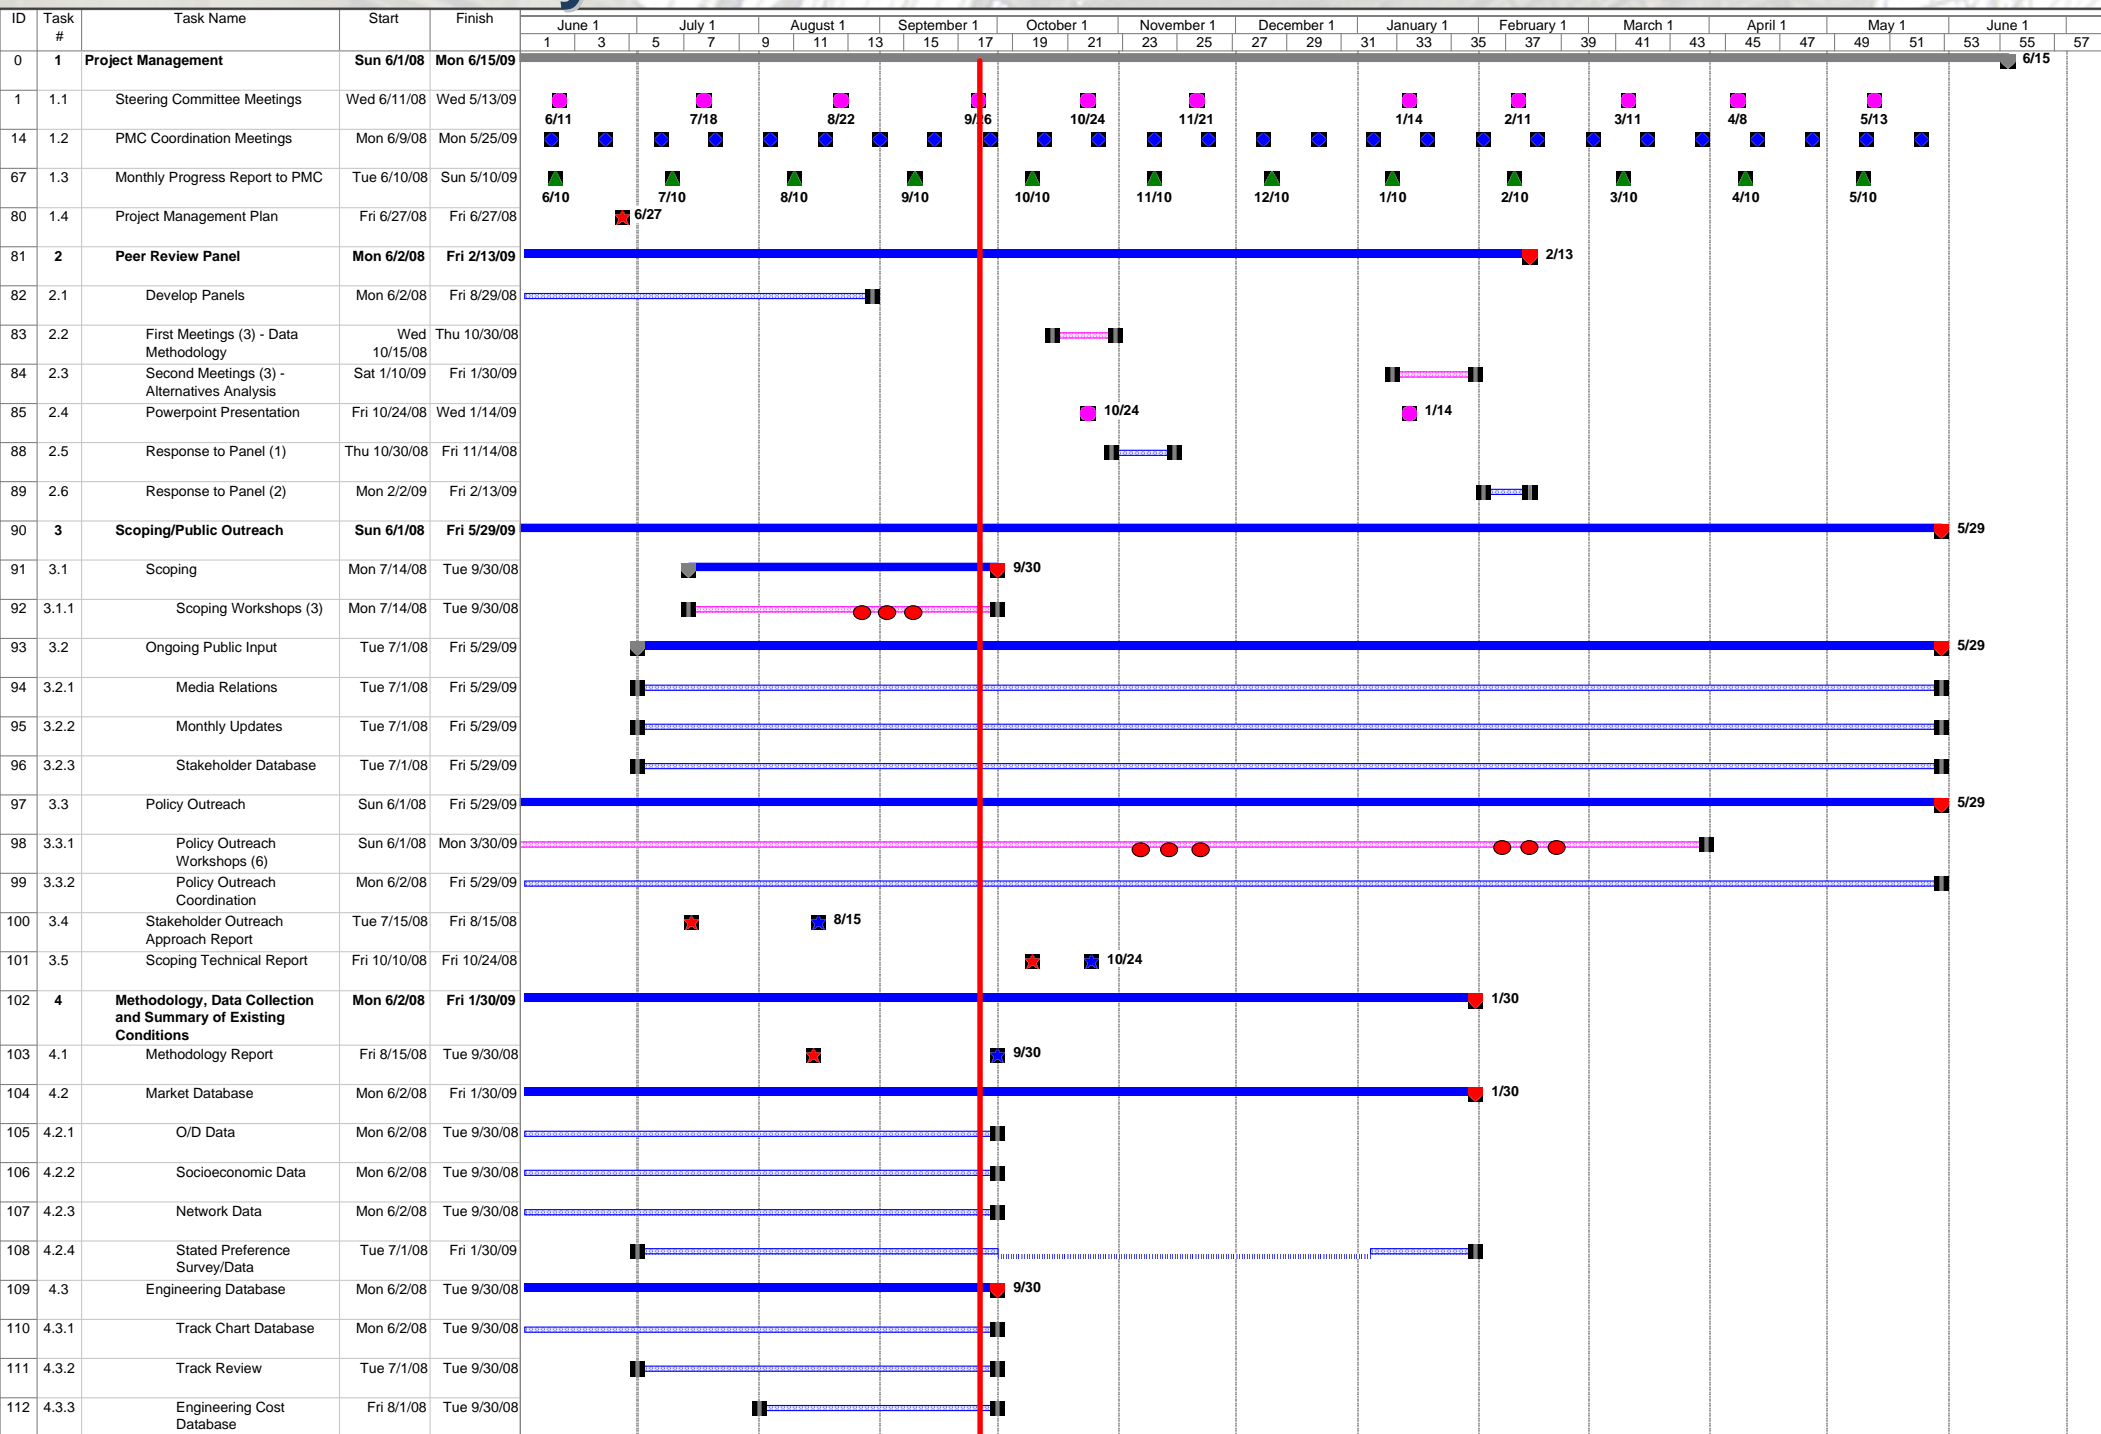 ID Task # Task Name Start Finish June 1 July 1 August 1 September 1 October 1 November 1 December 1 January 1 February 1 March 1 April 1 May 1 June 1
1 3 5 7 9 11 13 15 17 19 21 23 25 27 29 31 33 35 37 39 41 43 45 47 49 51 53 55 57
0 1 Project Management Sun 6/1/08 Mon 6/15/09 6/15
1 1.1 Steering Committee Meetings Wed 6/11/08 Wed 5/13/09
6/11 7/18 8/22 9/26 10/24 11/21 1/14 2/11 3/11 4/8 5/13
14 1.2 PMC Coordination Meetings Mon 6/9/08 Mon 5/25/09
67 1.3 Monthly Progress Report to PMC Tue 6/10/08 Sun 5/10/09
6/10 7/10 8/10 9/10 10/10 11/10 12/10 1/10 2/10 3/10 4/10 5/10
80 1.4 Project Management Plan Fri 6/27/08 Fri 6/27/08 6/27
81 2 Peer Review Panel Mon 6/2/08 Fri 2/13/09 2/13
82 2.1 Develop Panels Mon 6/2/08 Fri 8/29/08
83 2.2 First Meetings (3) - Data Wed Thu 10/30/08
Methodology 10/15/08
84 2.3 Second Meetings (3) - Sat 1/10/09 Fri 1/30/09
Alternatives Analysis
85 2.4 Powerpoint Presentation Fri 10/24/08 Wed 1/14/09 10/24 1/14
88 2.5 Response to Panel (1) Thu 10/30/08 Fri 11/14/08
89 2.6 Response to Panel (2) Mon 2/2/09 Fri 2/13/09
90 3 Scoping/Public Outreach Sun 6/1/08 Fri 5/29/09 5/29
91 3.1 Scoping Mon 7/14/08 Tue 9/30/08 9/30
92 3.1.1 Scoping Workshops (3) Mon 7/14/08 Tue 9/30/08
93 3.2 Ongoing Public Input Tue 7/1/08 Fri 5/29/09 5/29
94 3.2.1 Media Relations Tue 7/1/08 Fri 5/29/09
95 3.2.2 Monthly Updates Tue 7/1/08 Fri 5/29/09
96 3.2.3 Stakeholder Database Tue 7/1/08 Fri 5/29/09
97 3.3 Policy Outreach Sun 6/1/08 Fri 5/29/09 5/29
98 3.3.1 Policy Outreach Sun 6/1/08 Mon 3/30/09
Workshops (6)
99 3.3.2 Policy Outreach Mon 6/2/08 Fri 5/29/09
Coordination
100 3.4 Stakeholder Outreach Tue 7/15/08 Fri 8/15/08 8/15
Approach Report
101 3.5 Scoping Technical Report Fri 10/10/08 Fri 10/24/08 10/24
102 4 Methodology, Data Collection Mon 6/2/08 Fri 1/30/09 1/30
and Summary of Existing
Conditions
103 4.1 Methodology Report Fri 8/15/08 Tue 9/30/08 9/30
104 4.2 Market Database Mon 6/2/08 Fri 1/30/09 1/30
105 4.2.1 O/D Data Mon 6/2/08 Tue 9/30/08
106 4.2.2 Socioeconomic Data Mon 6/2/08 Tue 9/30/08
107 4.2.3 Network Data Mon 6/2/08 Tue 9/30/08
108 4.2.4 Stated Preference Tue 7/1/08 Fri 1/30/09
Survey/Data
109 4.3 Engineering Database Mon 6/2/08 Tue 9/30/08 9/30
110 4.3.1 Track Chart Database Mon 6/2/08 Tue 9/30/08
111 4.3.2 Track Review Tue 7/1/08 Tue 9/30/08
112 4.3.3 Engineering Cost Fri 8/1/08 Tue 9/30/08
Database